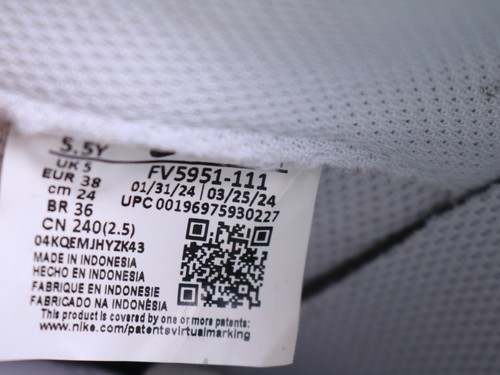 5.5Y
UK 5
EUR 38
cm 24
BR 36
CN 240(2.5)
FV5951-111
01/31/24 03/25/24
UPC 00196975930227
04KQEMJHYZK43
MADE IN INDONESIA
HECHO EN INDONESIA
FABRIQUE EN INDONESIE
FABRICADO NA INDONÉSIA
This product is covered by one or more patents:
www.nike.com/patentsvirtualmarking